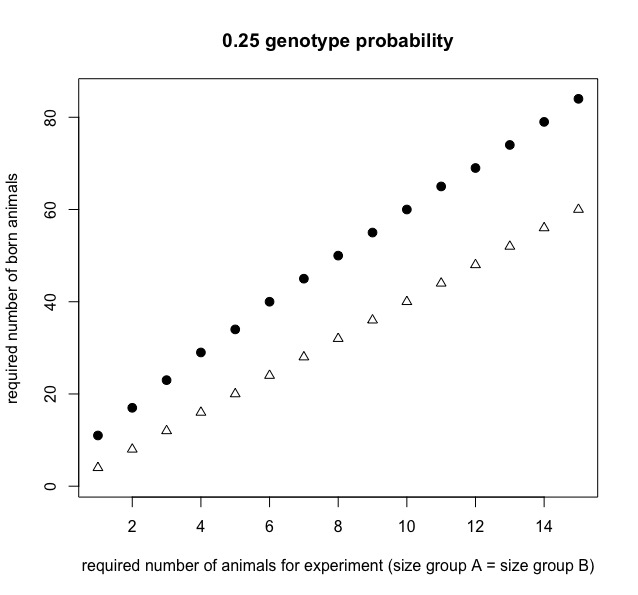 0.25 genotype probability
required number of born animals
80
60
40
20
0
2 4 6 8 10 12 14
required number of animals for experiment (size group A = size group B)